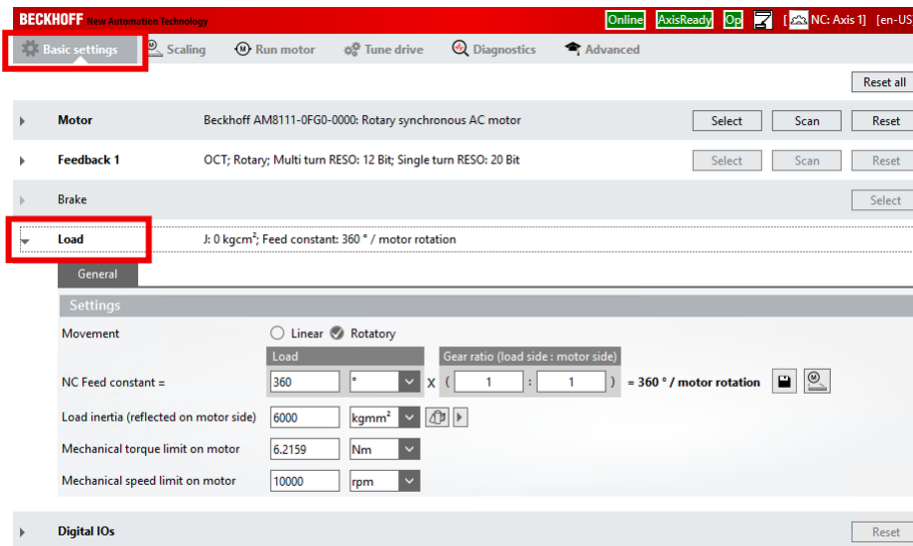 BECKHOFF New Automation Technology Online AxisReady Op [ NC: Axis 1] [en-US
Basic settings Scaling Run motor Tune drive Diagnostics Advanced
Reset all
Motor Beckhoff AM8111-0FG0-0000: Rotary synchronous AC motor Select Scan Reset
Feedback 1 OCT; Rotary; Multi turn RESO: 12 Bit; Single turn RESO: 20 Bit Select Scan Reset
Brake Select
Load J: 0 kgcm²; Feed constant: 360 ° / motor rotation
General
Settings
Movement Linear Rotatory
Load Gear ratio (load side : motor side)
NC Feed constant = 360 ° X ( 1 : 1 ) = 360 ° / motor rotation
Load inertia (reflected on motor side) 6000 kgmm²
Mechanical torque limit on motor 6.2159 Nm
Mechanical speed limit on motor 10000 rpm
Digital IOs Reset